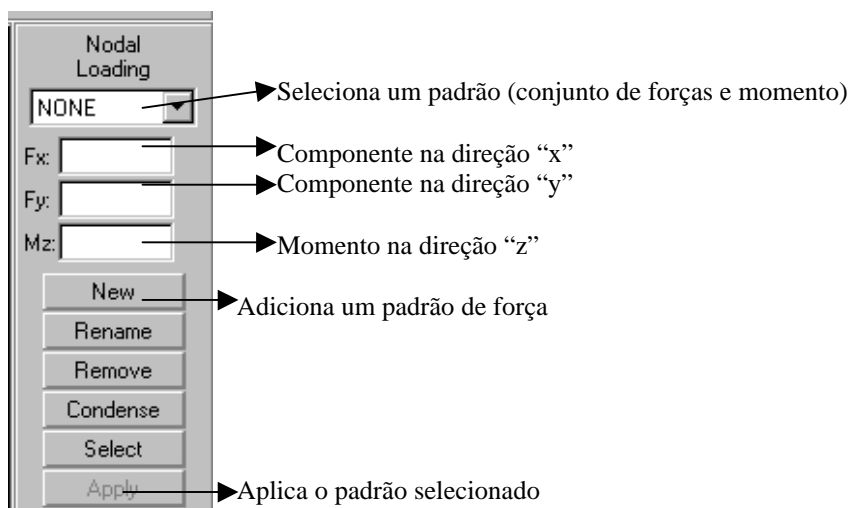 Nodal
Loading
NONE
Seleciona um padrão (conjunto de forças e momento)
Fx:
Componente na direção “x”
Fy:
Componente na direção “y”
Mz:
Momento na direção “z”
New
Adiciona um padrão de força
Rename
Remove
Condense
Select
Apply
Aplica o padrão selecionado